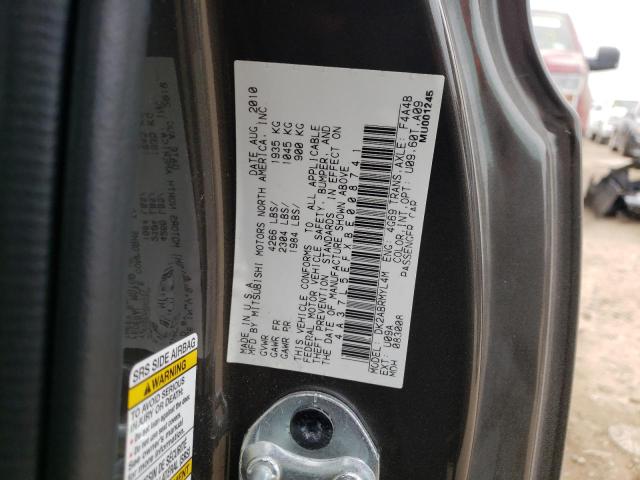 MADE IN U.S.A. DATE AUG. 2010
MFD BY MITSUBISHI MOTORS NORTH AMERICA, INC
GVWR 4266 LBS/ 1935 KG
GAWR FR 2304 LBS/ 1045 KG
GAWR RR 1984 LBS/ 900 KG
THIS VEHICLE CONFORMS TO ALL APPLICABLE
FEDERAL MOTOR VEHICLE SAFETY, BUMPER, AND
THEFT PREVENTION STANDARDS IN EFFECT ON
THE DATE OF MANUFACTURE SHOWN ABOVE
4A37L5EFXBE008741
MODEL: DK2A8RMYL4M ENG 4G69 TRANS. AXLE: F4A4B
EXT: U09A COLOR, INT. OPT: U09.60T.A09
MDH 083008 PASSENGER CAR MU001245
SRS SIDE AIRBAG
WARNING
TO AVOID SERIOUS
INJURY OR DEATH: